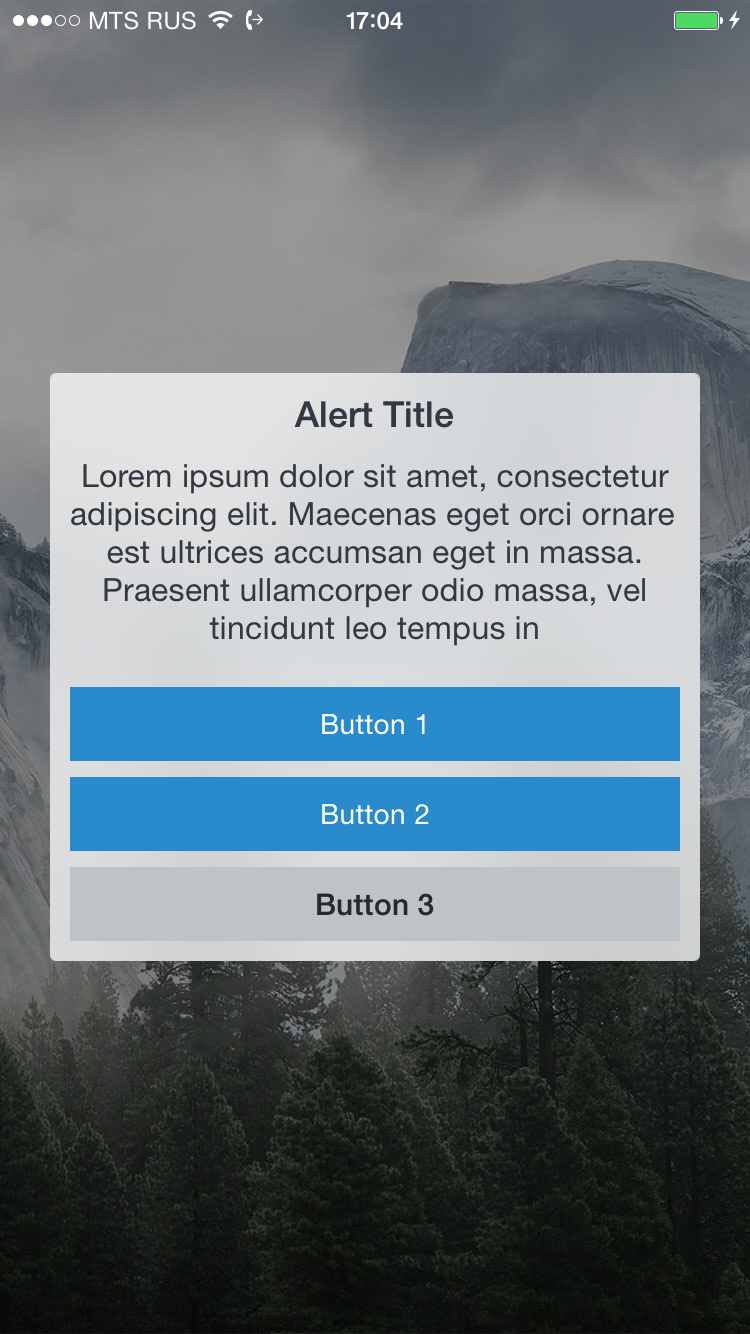 MTS RUS 17:04
Alert Title
Lorem ipsum dolor sit amet, consectetur
adipiscing elit. Maecenas eget orci ornare
est ultrices accumsan eget in massa.
Praesent ullamcorper odio massa, vel
tincidunt leo tempus in
Button 1
Button 2
Button 3